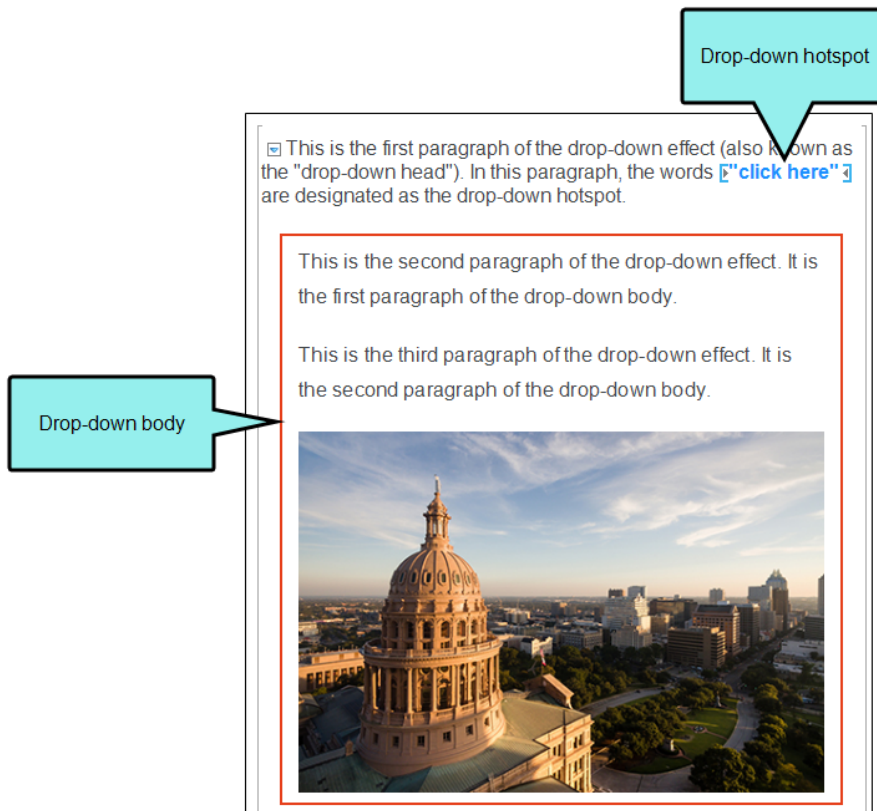 Drop-down hotspot
This is the first paragraph of the drop-down effect (also known as
the "drop-down head"). In this paragraph, the words "click here"
are designated as the drop-down hotspot.
This is the second paragraph of the drop-down effect. It is
the first paragraph of the drop-down body.
This is the third paragraph of the drop-down effect. It is
the second paragraph of the drop-down body.
Drop-down body